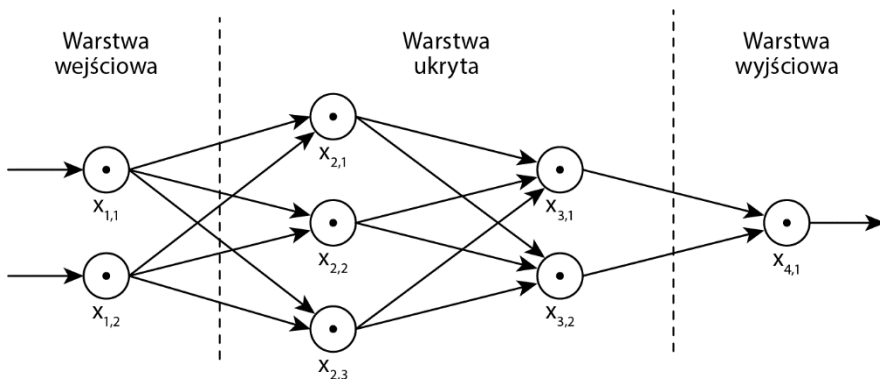 Warstwa
wejściowa
Warstwa
ukryta
Warstwa
wyjściowa
x1,1
x1,2
x2,1
x2,2
x2,3
x3,1
x3,2
x4,1